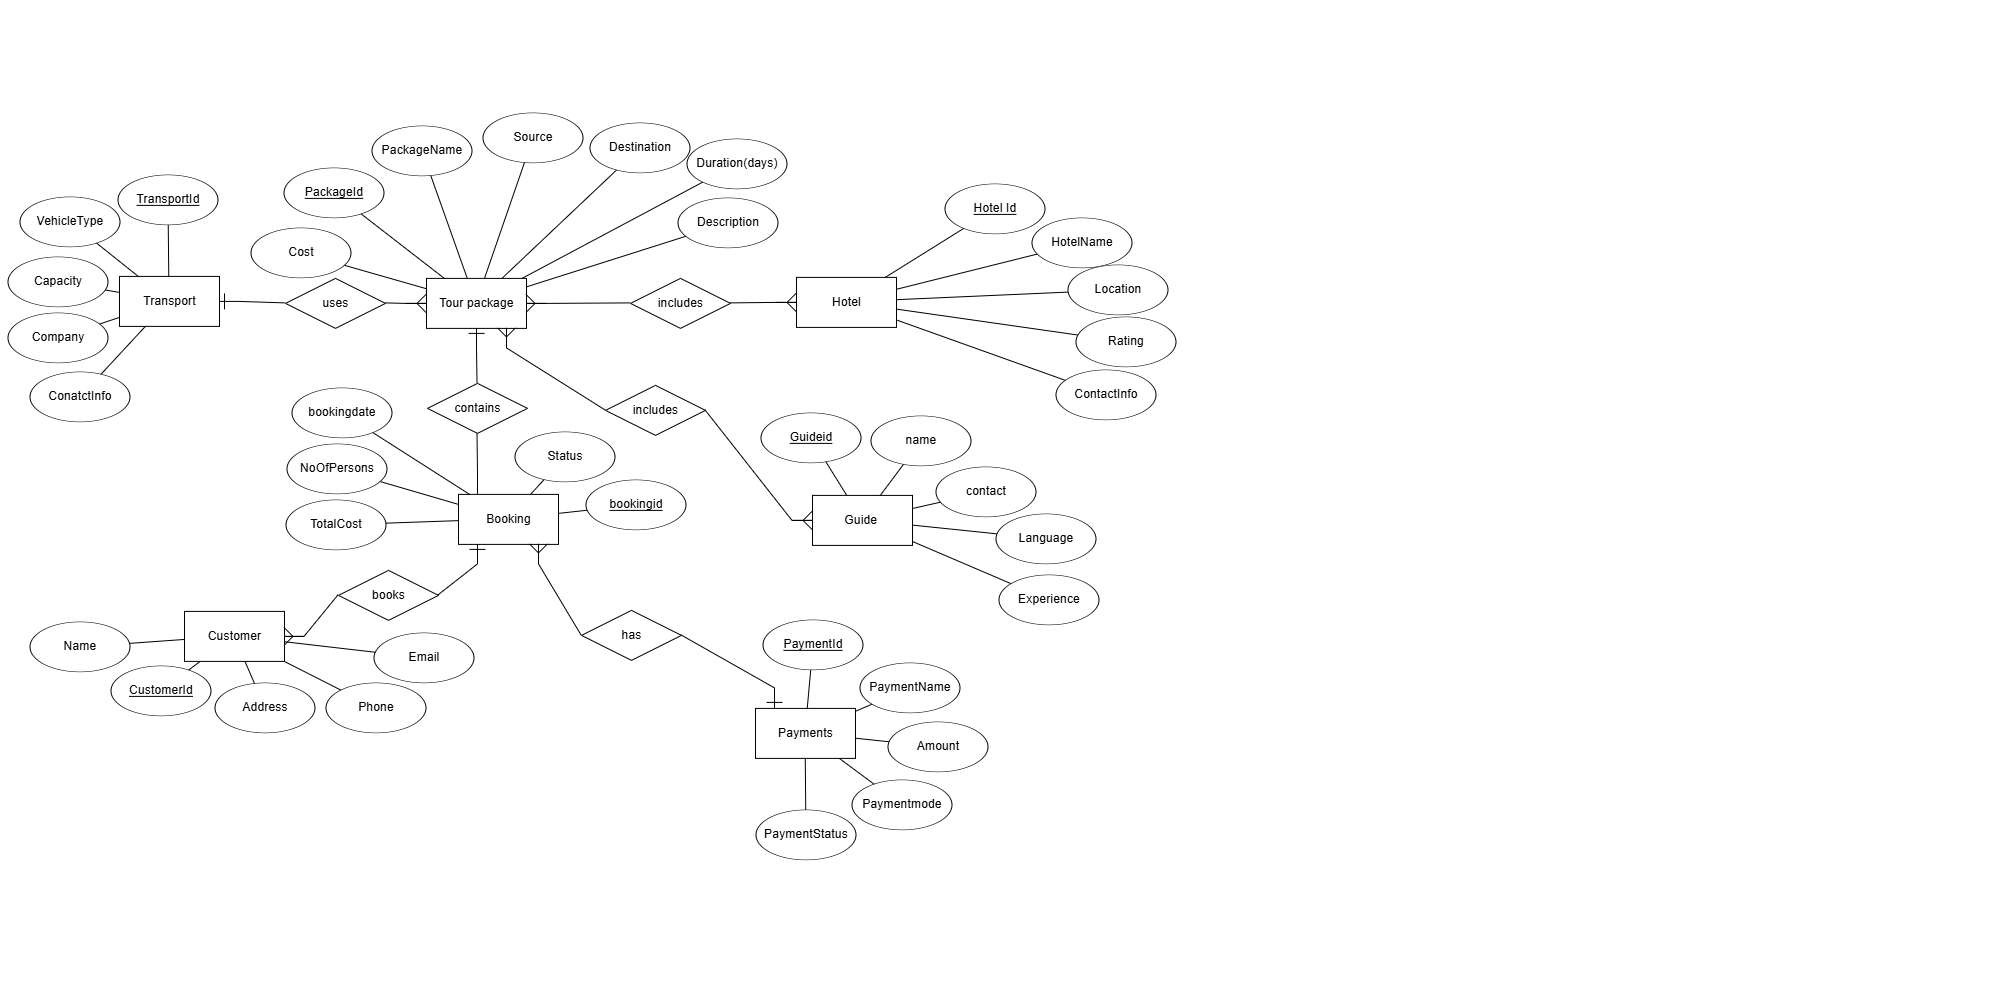 Source
Destination
PackageName
Duration(days)
PackageId
TransportId
VehicleType
Description
Hotel Id
HotelName
Cost
Capacity
Location
Transport
uses
Tour package
includes
Hotel
Company
Rating
ConatctInfo
ContactInfo
bookingdate
contains
includes
Guideid
name
Status
NoOfPersons
contact
bookingid
TotalCost
Booking
Guide
Language
books
Experience
Customer
has
Name
Email
PaymentId
CustomerId
Address
Phone
PaymentName
Payments
Amount
Paymentmode
PaymentStatus